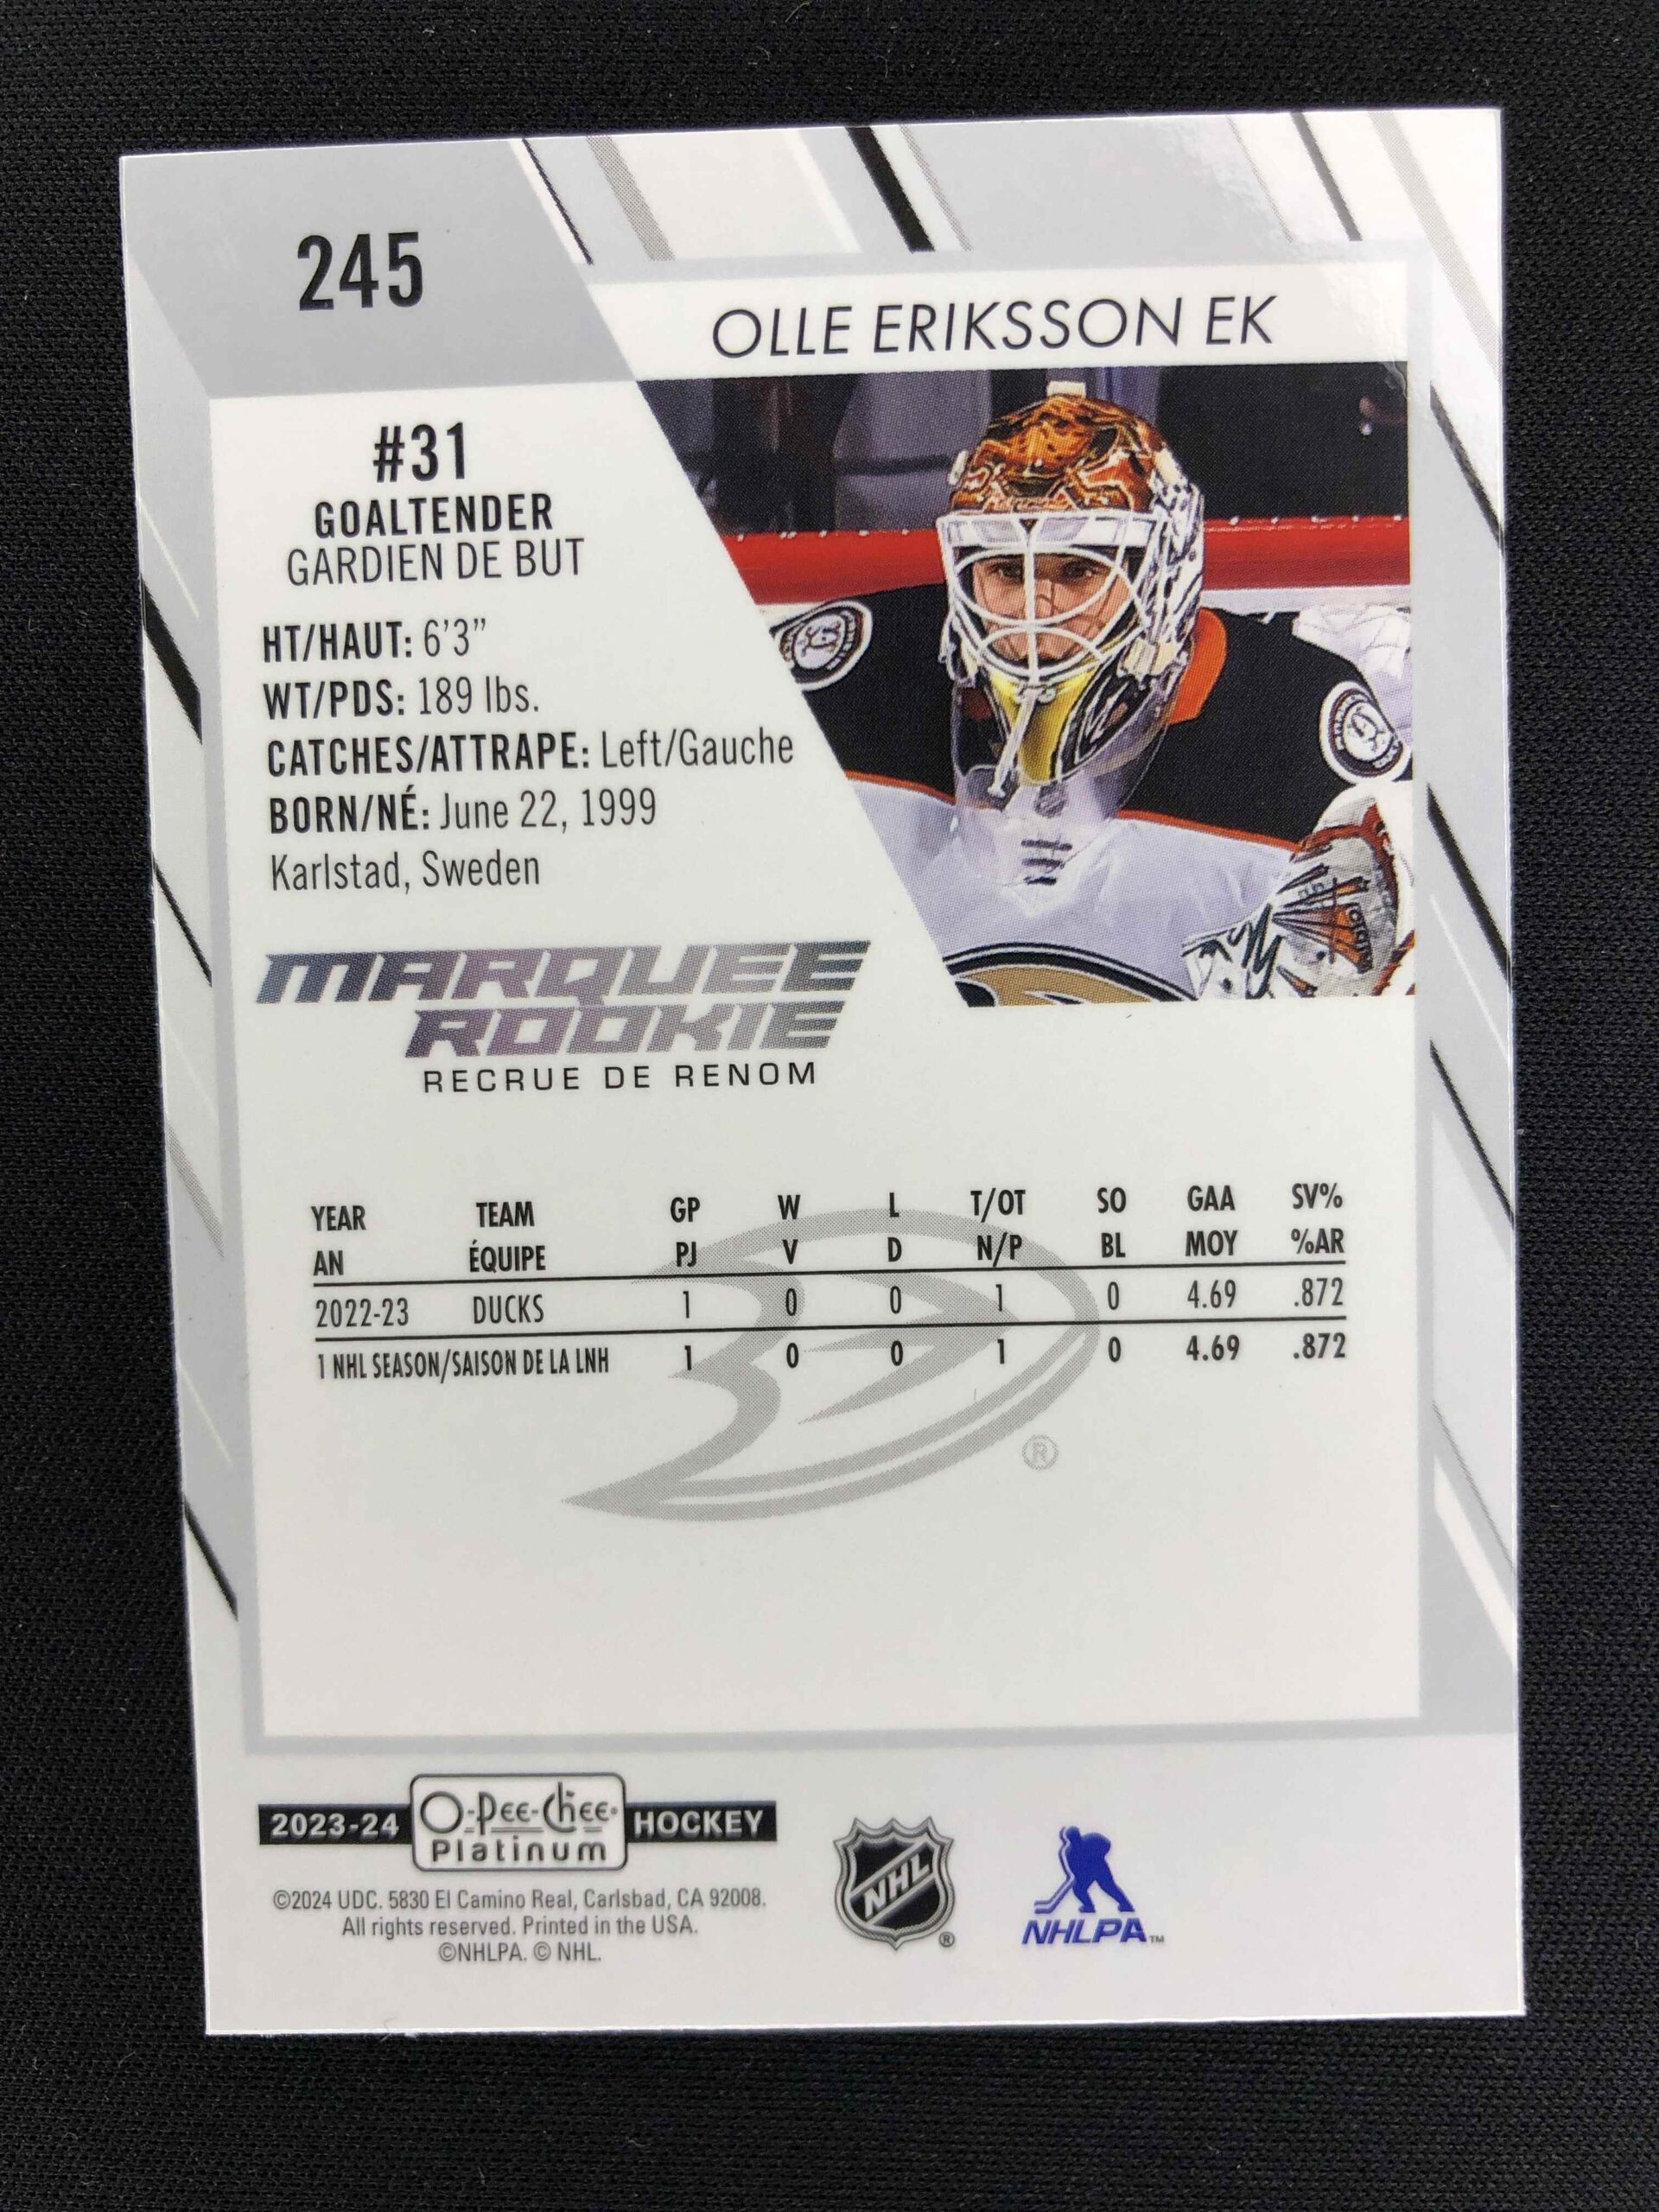 245
OLLE ERIKSSON EK
#31
GOALTENDER
GARDIEN DE BUT
HT/HAUT: 6'3"
WT/PDS: 189 lbs.
CATCHES/ATTRAPE: Left/Gauche
BORN/NÉ: June 22, 1999
Karlstad, Sweden
MARQUEE
ROOKIE
RECRUE DE RENOM
YEAR TEAM GP W L T/OT SO GAA SV%
AN ÉQUIPE PJ V D N/P BL MOY %AR
2022-23 DUCKS 1 0 0 1 0 4.69 .872
1 NHL SEASON/SAISON DE LA LNH 1 0 0 1 0 4.69 .872
®
2023-24 O-Pee-Chee HOCKEY
Platinum
©2024 UDC. 5830 El Camino Real, Carlsbad, CA 92008.
All rights reserved. Printed in the USA.
©NHLPA. © NHL.
NHL ®
NHLPA™